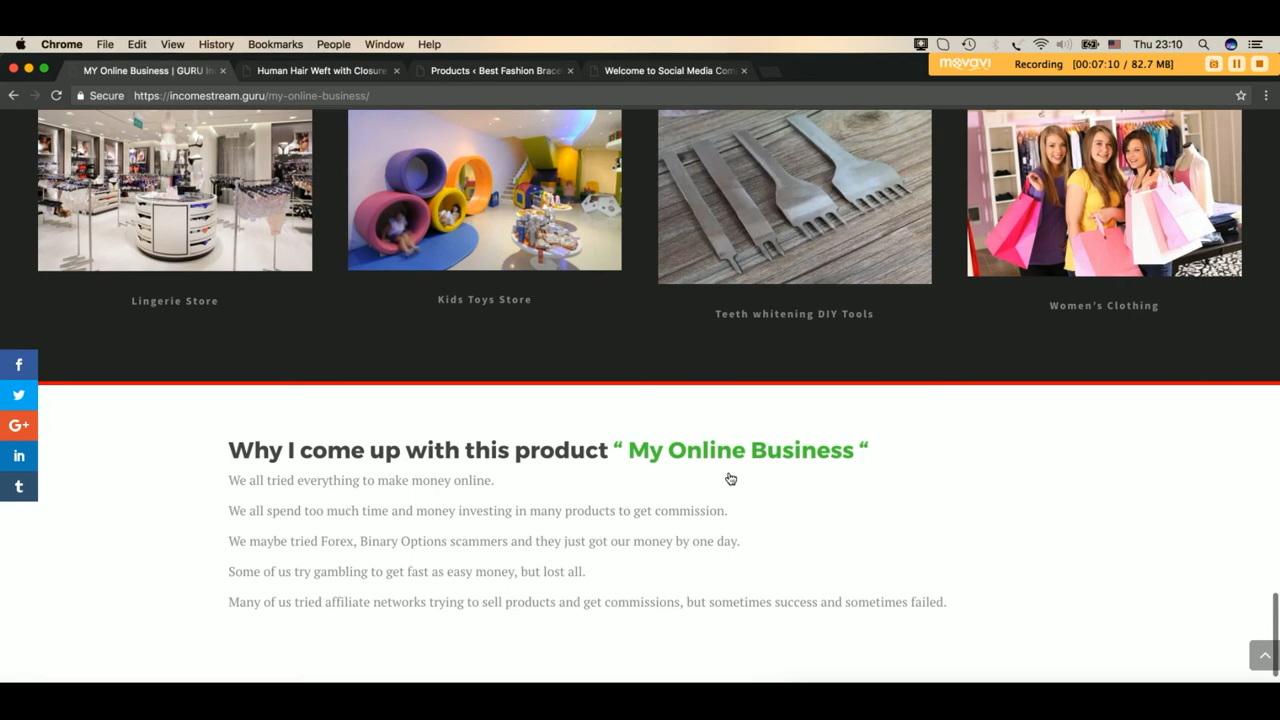 Chrome File Edit View History Bookmarks People Window Help Thu 23:10
MY Online Business | GURU In Human Hair Weft with Closure Products ‹ Best Fashion Brace Welcome to Social Media Com
movavi Recording [00:07:10 / 82.7 MB]
Secure https://incomestream.guru/my-online-business/
Lingerie Store
Kids Toys Store
Teeth whitening DIY Tools
Women's Clothing
f
G+
in
t
Why I come up with this product “ My Online Business “
We all tried everything to make money online.
We all spend too much time and money investing in many products to get commission.
We maybe tried Forex, Binary Options scammers and they just got our money by one day.
Some of us try gambling to get fast as easy money, but lost all.
Many of us tried affiliate networks trying to sell products and get commissions, but sometimes success and sometimes failed.